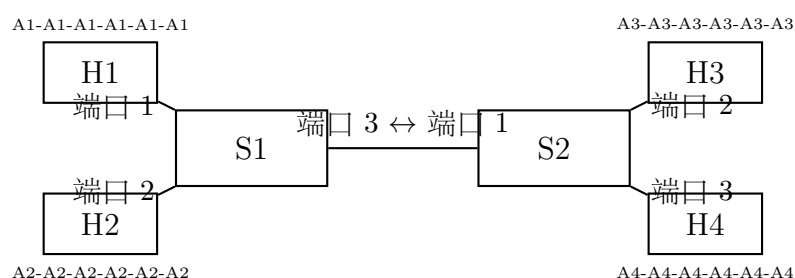 A1-A1-A1-A1-A1-A1
A3-A3-A3-A3-A3-A3
H1
H3
端口 1
端口 3 ↔ 端口 1
端口 2
S1
S2
端口 2
端口 3
H2
H4
A2-A2-A2-A2-A2-A2
A4-A4-A4-A4-A4-A4